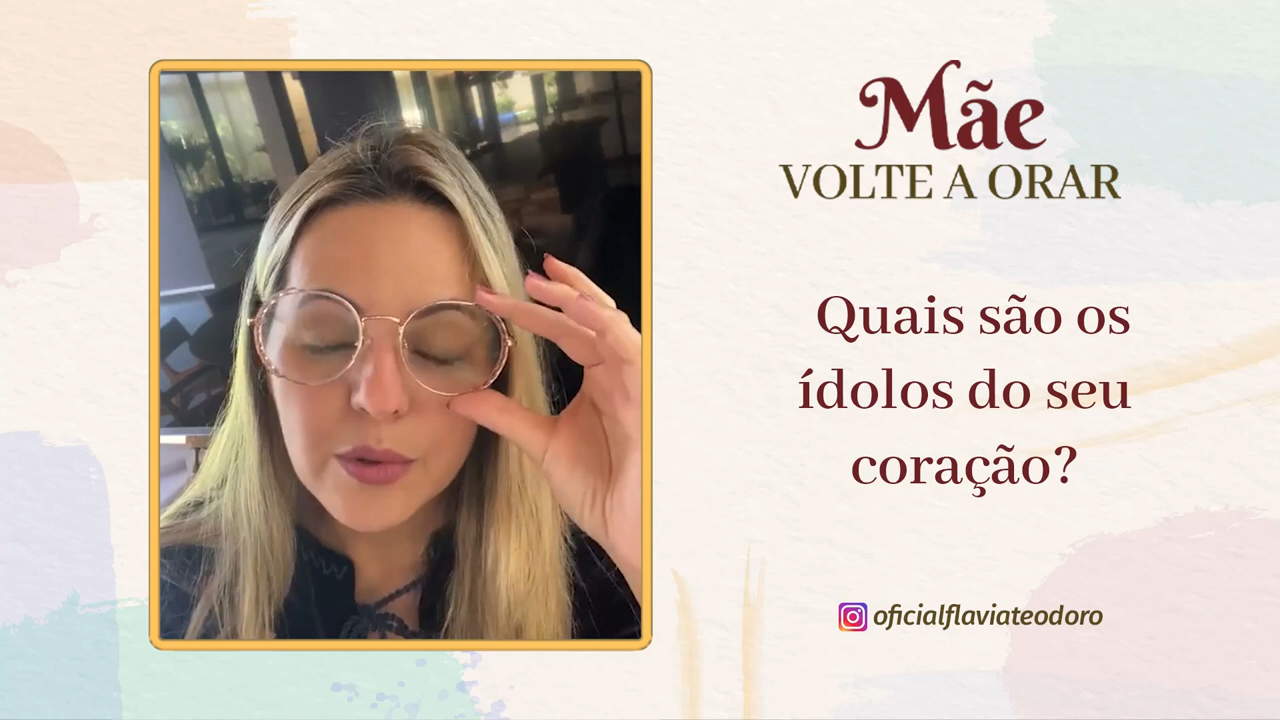 Mãe
VOLTE A ORAR
Quais são os
ídolos do seu
coração?
oficialflaviateodoro